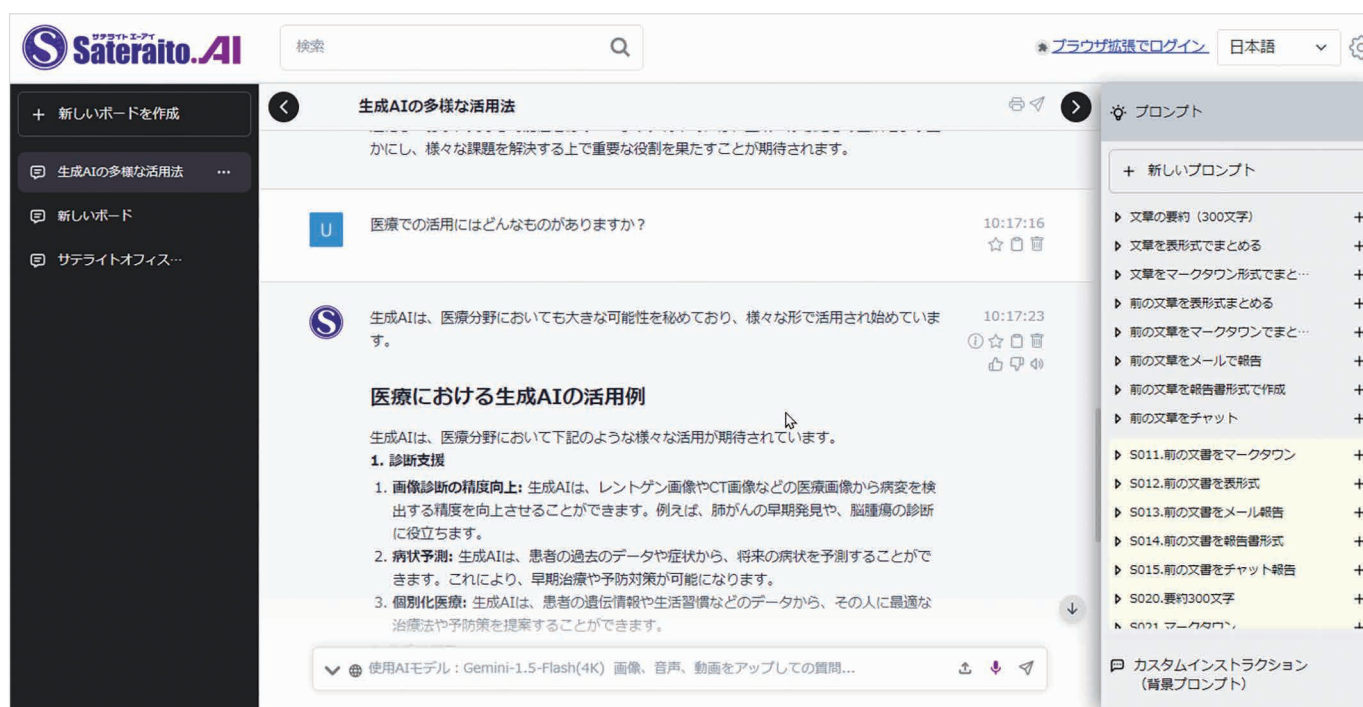 サテライトエーアイ
Sateraito.AI
検索
ブラウザ拡張でログイン
日本語
+ 新しいボードを作成
生成AIの多様な活用法 …
新しいボード
サテライトオフィス…
生成AIの多様な活用法
かにし、様々な課題を解決する上で重要な役割を果たすことが期待されます。
U
医療での活用にはどんなものがありますか？
10:17:16
S
生成AIは、医療分野においても大きな可能性を秘めており、様々な形で活用され始めていま
す。
10:17:23
医療における生成AIの活用例
生成AIは、医療分野において下記のような様々な活用が期待されています。
1. 診断支援
1. 画像診断の精度向上: 生成AIは、レントゲン画像やCT画像などの医療画像から病変を検
出する精度を向上させることができます。例えば、肺がんの早期発見や、脳腫瘍の診断
に役立ちます。
2. 病状予測: 生成AIは、患者の過去のデータや症状から、将来の病状を予測することがで
きます。これにより、早期治療や予防対策が可能になります。
3. 個別化医療: 生成AIは、患者の遺伝情報や生活習慣などのデータから、その人に最適な
治療法や予防策を提案することができます。
使用AIモデル：Gemini-1.5-Flash(4K) 画像、音声、動画をアップしての質問...
プロンプト
+ 新しいプロンプト
文章の要約（300文字） +
文章を表形式でまとめる +
文章をマークダウン形式でまと… +
前の文章を表形式まとめる +
前の文章をマークダウンでまと… +
前の文章をメールで報告 +
前の文章を報告書形式で作成 +
前の文章をチャット +
S011.前の文書をマークダウン +
S012.前の文書を表形式 +
S013.前の文書をメール報告 +
S014.前の文書を報告書形式 +
S015.前の文書をチャット報告 +
S020.要約300文字 +
S021.マークダウン +
カスタムインストラクション
（背景プロンプト）